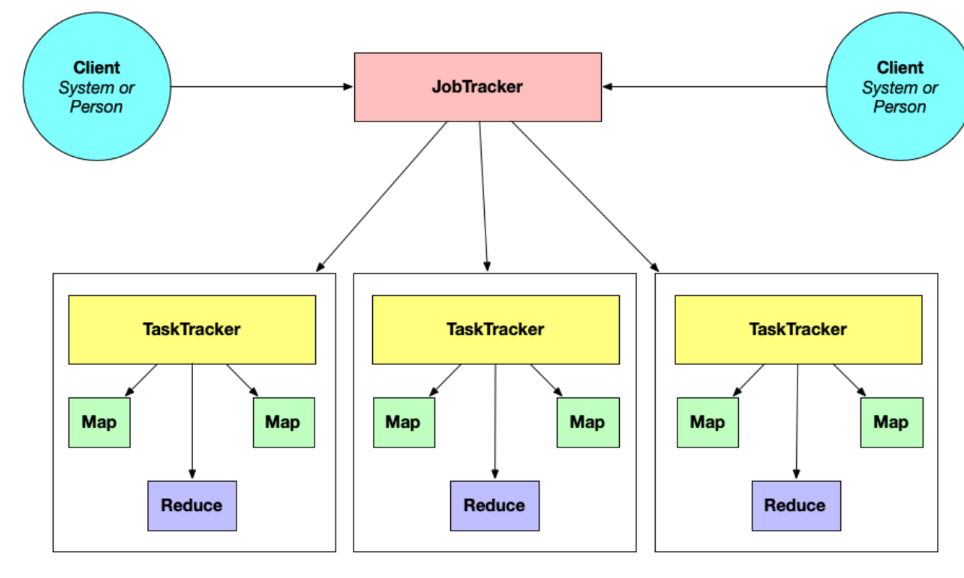 Client
System or
Person
JobTracker
Client
System or
Person
TaskTracker
TaskTracker
TaskTracker
Map
Map
Map
Map
Map
Map
Reduce
Reduce
Reduce